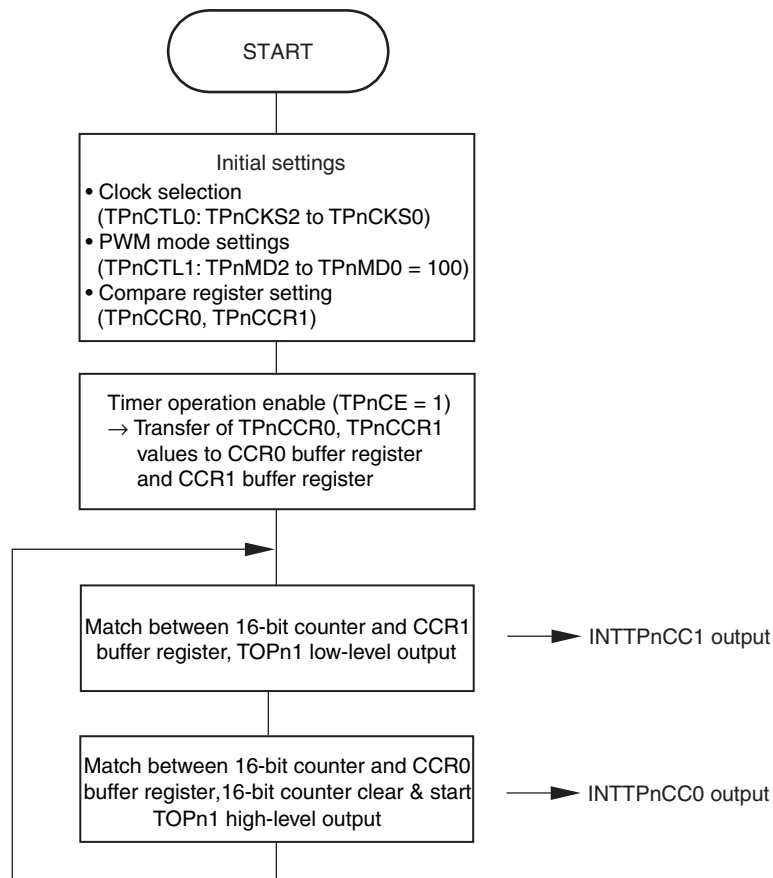 START
Initial settings
• Clock selection
(TPnCTL0: TPnCKS2 to TPnCKS0)
• PWM mode settings
(TPnCTL1: TPnMD2 to TPnMD0 = 100)
• Compare register setting
(TPnCCR0, TPnCCR1)
Timer operation enable (TPnCE = 1)
→ Transfer of TPnCCR0, TPnCCR1
values to CCR0 buffer register
and CCR1 buffer register
Match between 16-bit counter and CCR1
buffer register, TOPn1 low-level output
INTTPnCC1 output
Match between 16-bit counter and CCR0
buffer register,16-bit counter clear & start
TOPn1 high-level output
INTTPnCC0 output